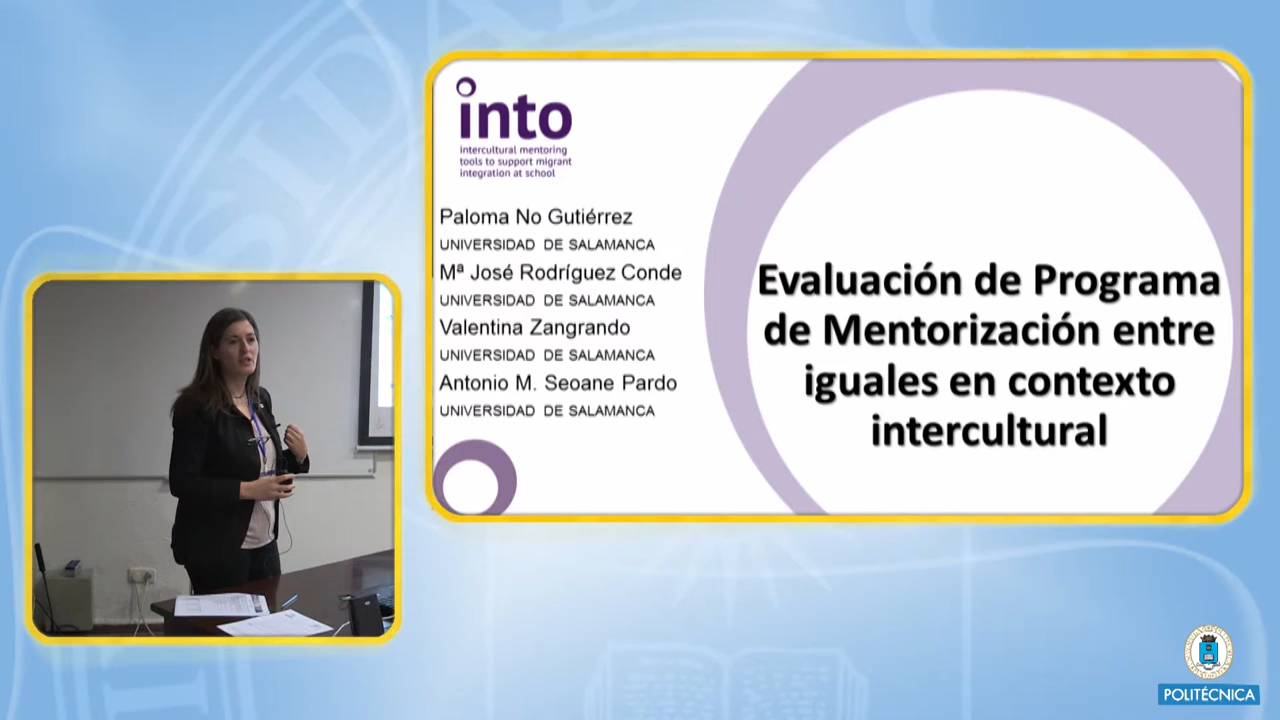 into
intercultural mentoring
tools to support migrant
integration at school
Paloma No Gutiérrez
UNIVERSIDAD DE SALAMANCA
Mª José Rodríguez Conde
UNIVERSIDAD DE SALAMANCA
Valentina Zangrando
UNIVERSIDAD DE SALAMANCA
Antonio M. Seoane Pardo
UNIVERSIDAD DE SALAMANCA
Evaluación de Programa
de Mentorización entre
iguales en contexto
intercultural
POLITÉCNICA